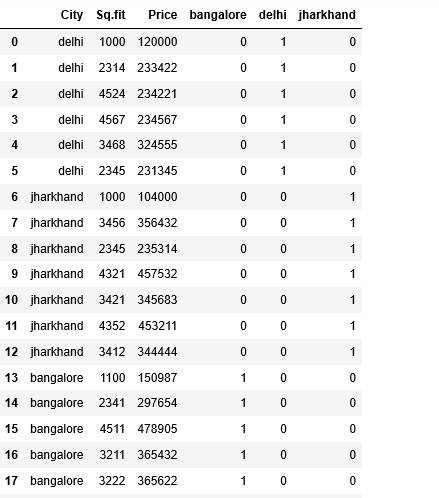 City Sq.fit Price bangalore delhi jharkhand
0 delhi 1000 120000 0 1 0
1 delhi 2314 233422 0 1 0
2 delhi 4524 234221 0 1 0
3 delhi 4567 234567 0 1 0
4 delhi 3468 324555 0 1 0
5 delhi 2345 231345 0 1 0
6 jharkhand 1000 104000 0 0 1
7 jharkhand 3456 356432 0 0 1
8 jharkhand 2345 235314 0 0 1
9 jharkhand 4321 457532 0 0 1
10 jharkhand 3421 345683 0 0 1
11 jharkhand 4352 453211 0 0 1
12 jharkhand 3412 344444 0 0 1
13 bangalore 1100 150987 1 0 0
14 bangalore 2341 297654 1 0 0
15 bangalore 4511 478905 1 0 0
16 bangalore 3211 365432 1 0 0
17 bangalore 3222 365622 1 0 0